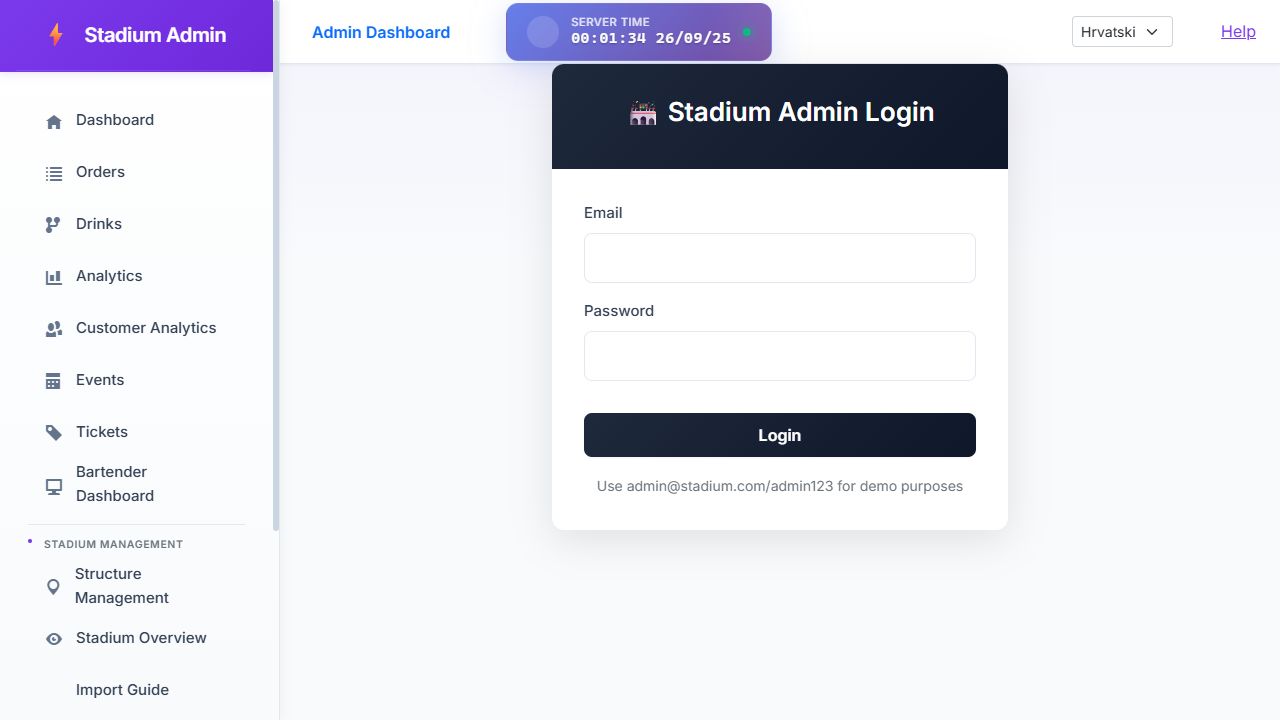 Stadium Admin
Admin Dashboard
SERVER TIME
00:01:34 26/09/25
Hrvatski
Help
Dashboard
Orders
Drinks
Analytics
Customer Analytics
Events
Tickets
Bartender
Dashboard
STADIUM MANAGEMENT
Structure
Management
Stadium Overview
Import Guide
Stadium Admin Login
Email
Password
Login
Use admin@stadium.com/admin123 for demo purposes